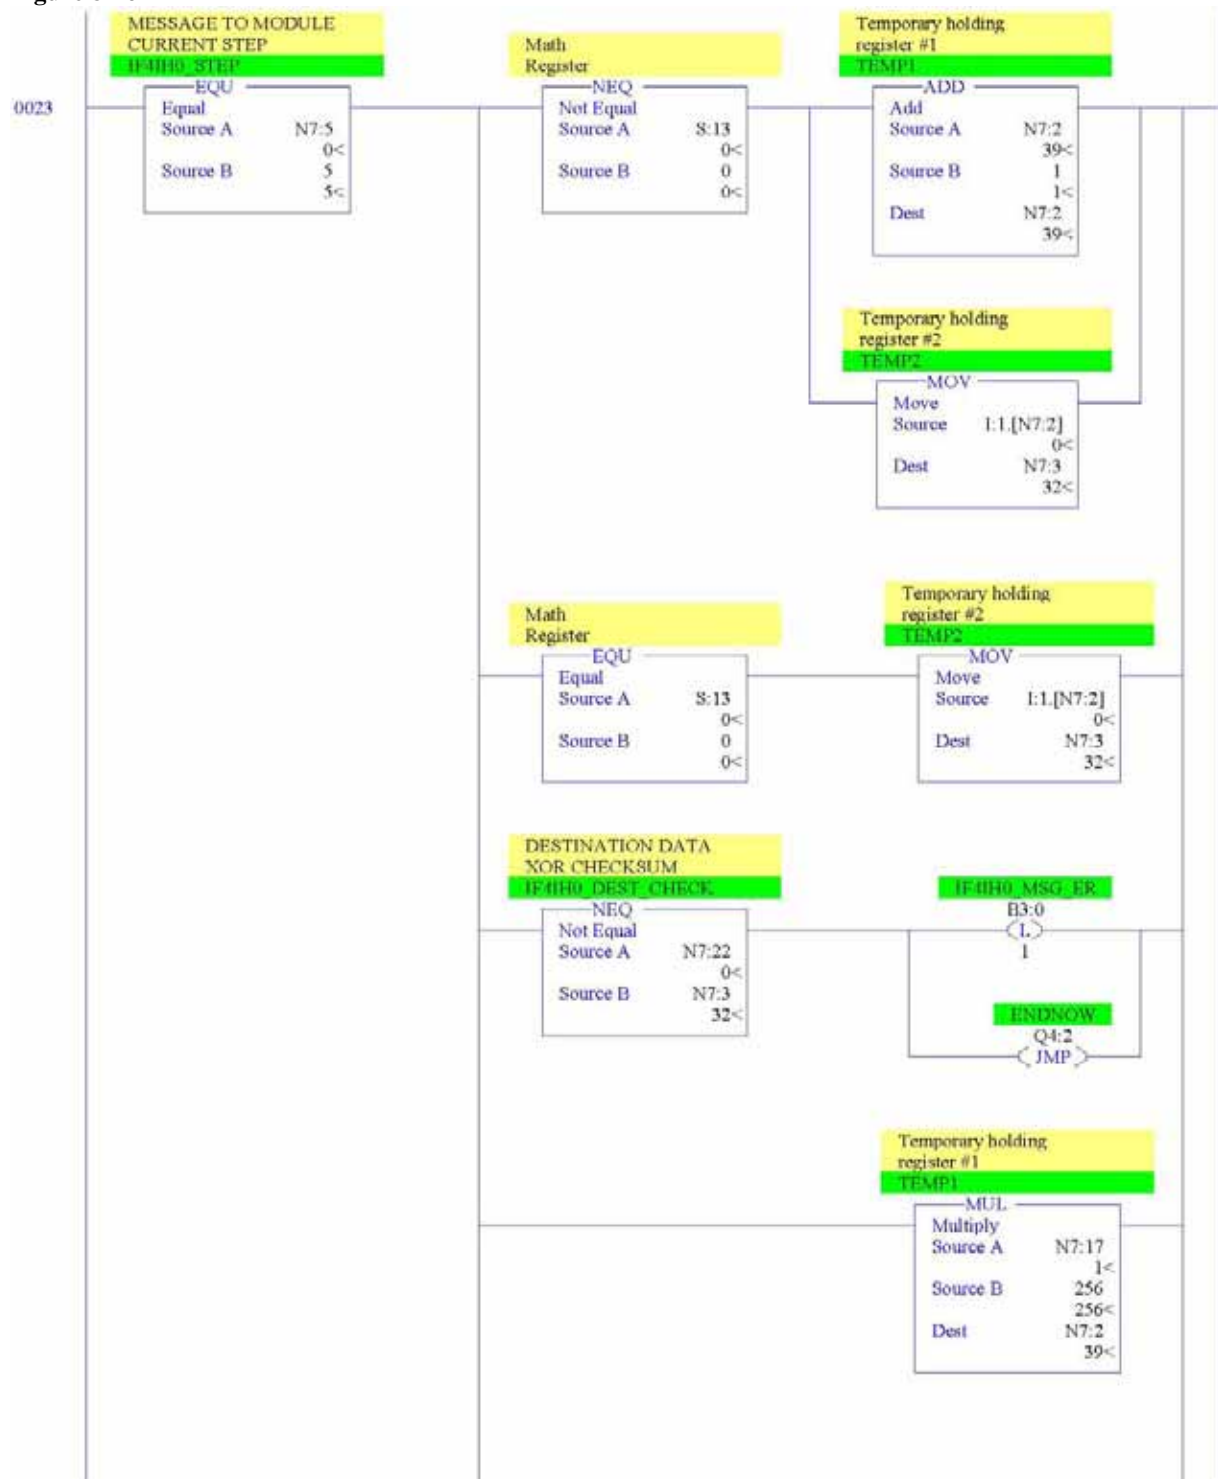 MESSAGE TO MODULE
CURRENT STEP
IF4IH0_STEP
EQU
Equal
Source A N7:5
0<
Source B 5
5<
0023
Math
Register
NEQ
Not Equal
Source A S:13
0<
Source B 0
0<
Temporary holding
register #1
TEMP1
ADD
Add
Source A N7:2
39<
Source B 1
1<
Dest N7:2
39<
Temporary holding
register #2
TEMP2
MOV
Move
Source I:1.[N7:2]
0<
Dest N7:3
32<
Math
Register
EQU
Equal
Source A S:13
0<
Source B 0
0<
Temporary holding
register #2
TEMP2
MOV
Move
Source I:1.[N7:2]
0<
Dest N7:3
32<
DESTINATION DATA
XOR CHECKSUM
IF4IH0_DEST_CHECK
NEQ
Not Equal
Source A N7:22
0<
Source B N7:3
32<
IF4IH0_MSG_ER
B3:0
L
1
ENDNOW
Q4:2
JMP
Temporary holding
register #1
TEMP1
MUL
Multiply
Source A N7:17
1<
Source B 256
256<
Dest N7:2
39<